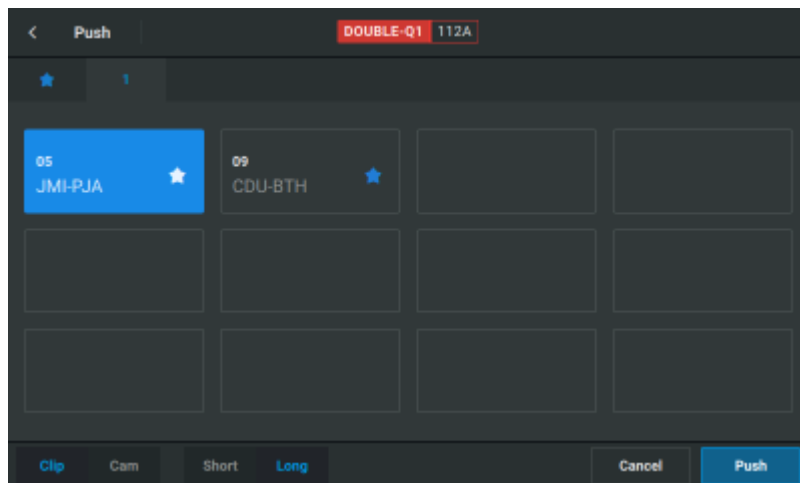 Push
DOUBLE-Q1 112A
1
05
JMI-PJA
09
CDU-BTH
Clip Cam Short Long Cancel Push